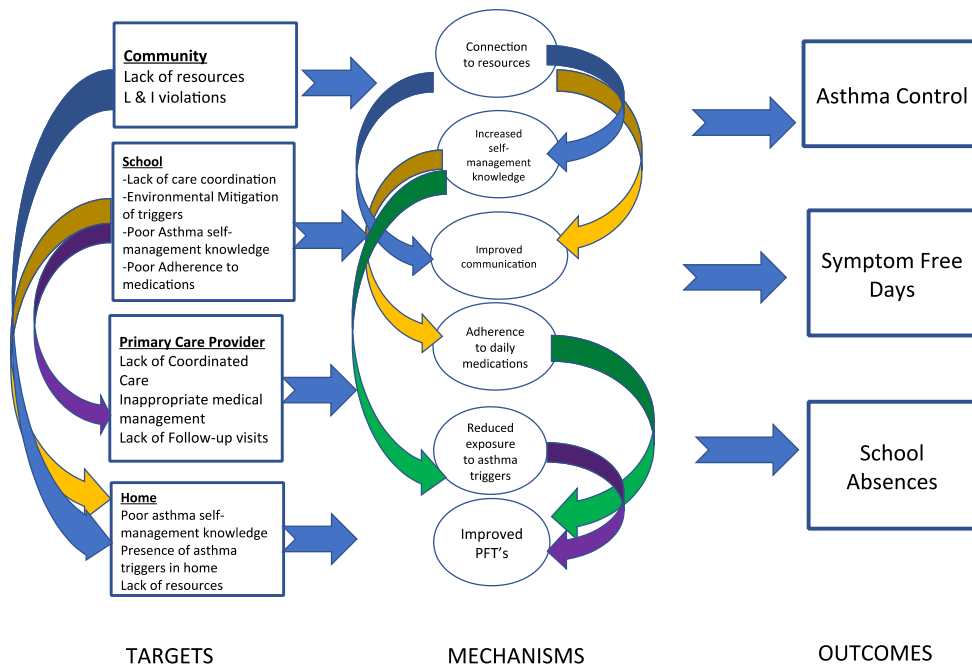 Community
Lack of resources
L & I violations
School
-Lack of care coordination
-Environmental Mitigation
of triggers
-Poor Asthma self-
management knowledge
-Poor Adherence to
medications
Primary Care Provider
Lack of Coordinated
Care
Inappropriate medical
management
Lack of Follow-up visits
Home
Poor asthma self-
management knowledge
Presence of asthma
triggers in home
Lack of resources
TARGETS
Connection
to resources
Increased
self-
management
knowledge
Improved
communication
Adherence
to daily
medications
Reduced
exposure
to asthma
triggers
Improved
PFT's
MECHANISMS
Asthma Control
Symptom Free
Days
School
Absences
OUTCOMES